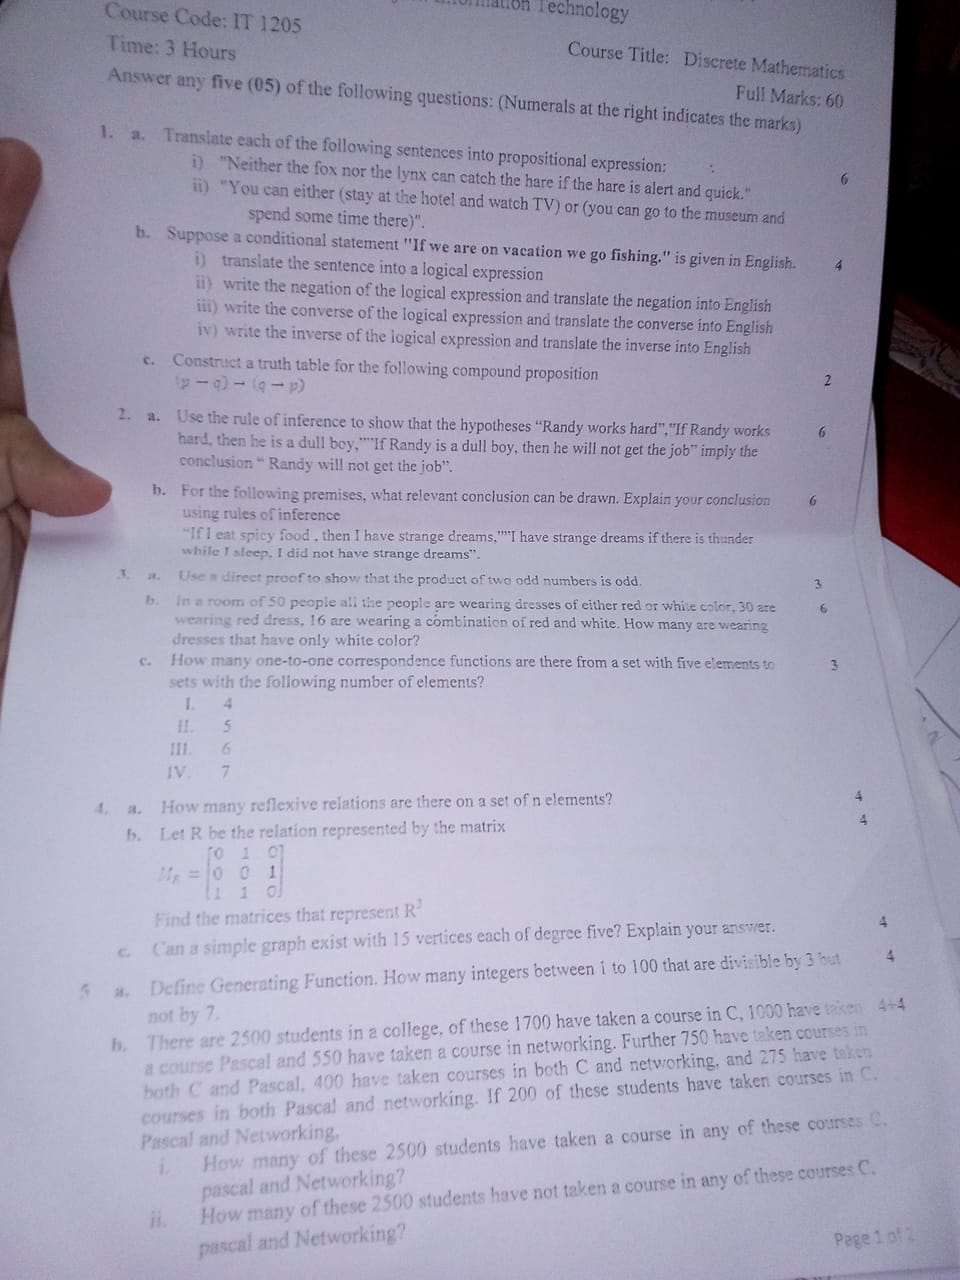 Technology
Course Code: IT 1205
Course Title: Discrete Mathematics
Time: 3 Hours
Full Marks: 60
Answer any five (05) of the following questions: (Numerals at the right indicates the marks)
1. a. Translate each of the following sentences into propositional expression: 6
i) "Neither the fox nor the lynx can catch the hare if the hare is alert and quick."
ii) "You can either (stay at the hotel and watch TV) or (you can go to the museum and
spend some time there)".
b. Suppose a conditional statement "If we are on vacation we go fishing." is given in English. 4
i) translate the sentence into a logical expression
ii) write the negation of the logical expression and translate the negation into English
iii) write the converse of the logical expression and translate the converse into English
iv) write the inverse of the logical expression and translate the inverse into English
c. Construct a truth table for the following compound proposition 2
(p → q) → (q → p)
2. a. Use the rule of inference to show that the hypotheses “Randy works hard”,”If Randy works 6
hard, then he is a dull boy,””If Randy is a dull boy, then he will not get the job” imply the
conclusion “ Randy will not get the job”.
b. For the following premises, what relevant conclusion can be drawn. Explain your conclusion 6
using rules of inference
“If I eat spicy food , then I have strange dreams,””I have strange dreams if there is thunder
while I sleep, I did not have strange dreams”.
3. a. Use a direct proof to show that the product of two odd numbers is odd. 3
b. In a room of 50 people all the people are wearing dresses of either red or white color, 30 are 6
wearing red dress, 16 are wearing a combination of red and white. How many are wearing
dresses that have only white color?
c. How many one-to-one correspondence functions are there from a set with five elements to 3
sets with the following number of elements?
I. 4
II. 5
III. 6
IV. 7
4. a. How many reflexive relations are there on a set of n elements? 4
b. Let R be the relation represented by the matrix 4
[0 1 0]
M_R = [0 0 1]
[1 1 0]
Find the matrices that represent R³
c. Can a simple graph exist with 15 vertices each of degree five? Explain your answer. 4
5 a. Define Generating Function. How many integers between 1 to 100 that are divisible by 3 but 4
not by 7.
b. There are 2500 students in a college, of these 1700 have taken a course in C, 1000 have taken 4+4
a course Pascal and 550 have taken a course in networking. Further 750 have taken courses in
both C and Pascal, 400 have taken courses in both C and networking, and 275 have taken
courses in both Pascal and networking. If 200 of these students have taken courses in C,
Pascal and Networking,
i. How many of these 2500 students have taken a course in any of these courses C,
pascal and Networking?
ii. How many of these 2500 students have not taken a course in any of these courses C,
pascal and Networking?
Page 1 of 2